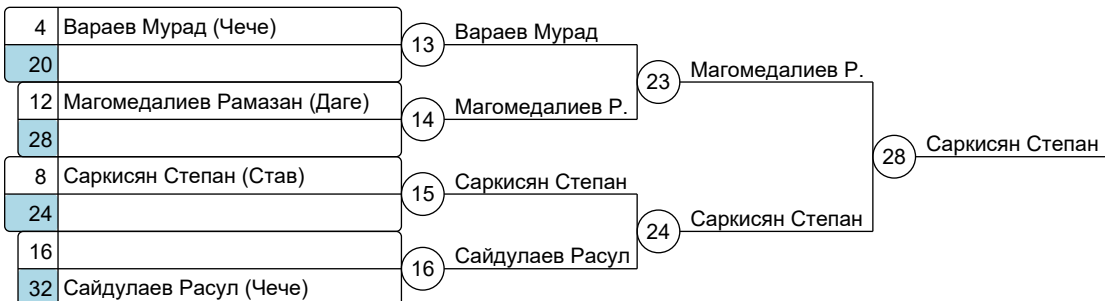 4 Вараев Мурад (Чече)
20
13 Вараев Мурад
12 Магомедалиев Рамазан (Даге)
28
14 Магомедалиев Р.
23 Магомедалиев Р.
8 Саркисян Степан (Став)
24
15 Саркисян Степан
16
32 Сайдулаев Расул (Чече)
16 Сайдулаев Расул
24 Саркисян Степан
28 Саркисян Степан